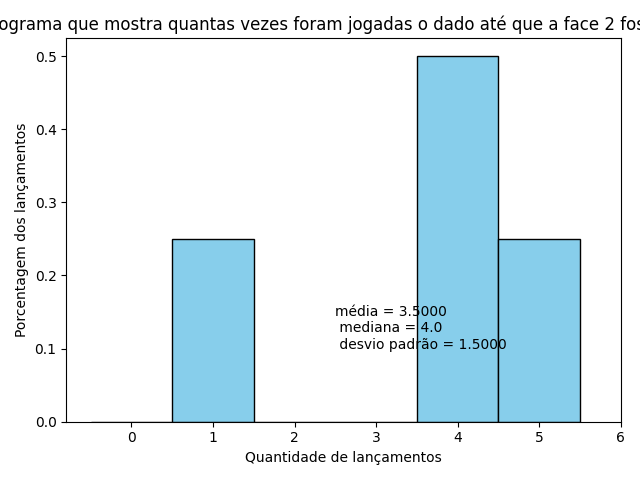 ograma que mostra quantas vezes foram jogadas o dado até que a face 2 fos
Porcentagem dos lançamentos
0.5
0.4
0.3
0.2
0.1
0.0
média = 3.5000
mediana = 4.0
desvio padrão = 1.5000
0 1 2 3 4 5 6
Quantidade de lançamentos